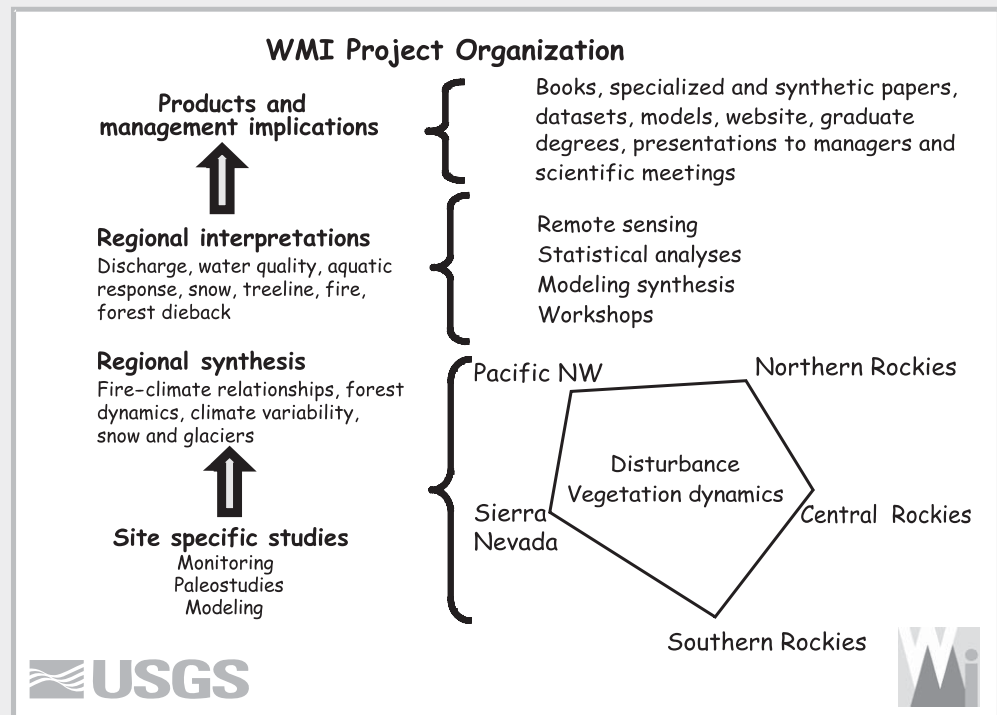 WMI Project Organization
Products and
management implications
Books, specialized and synthetic papers,
datasets, models, website, graduate
degrees, presentations to managers and
scientific meetings
Regional interpretations
Discharge, water quality, aquatic
response, snow, treeline, fire,
forest dieback
Remote sensing
Statistical analyses
Modeling synthesis
Workshops
Regional synthesis
Fire-climate relationships, forest
dynamics, climate variability,
snow and glaciers
Site specific studies
Monitoring
Paleostudies
Modeling
Pacific NW
Northern Rockies
Disturbance
Vegetation dynamics
Sierra
Nevada
Central Rockies
Southern Rockies
USGS
WMi